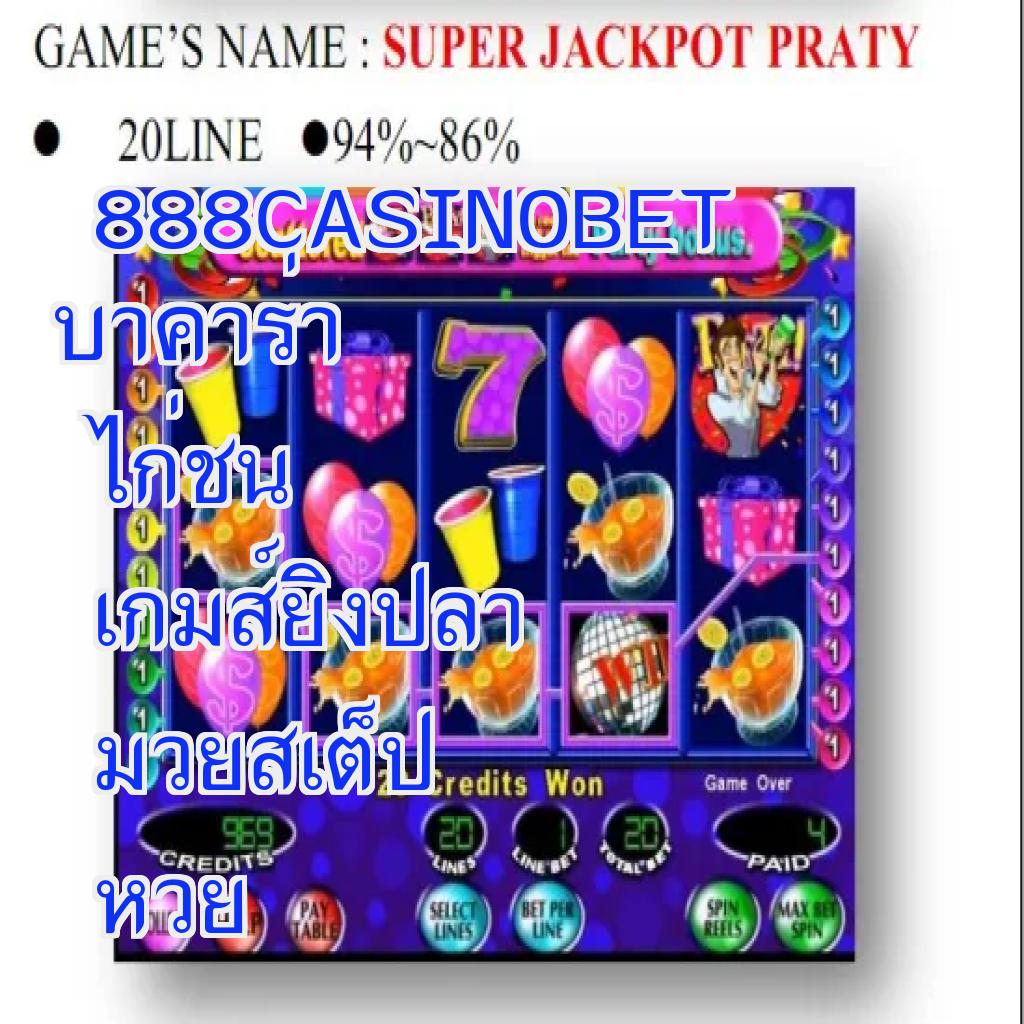 GAME'S NAME : SUPER JACKPOT PRATY
● 20LINE ●94%~86%
888CASINOBET
Bonus.
บาคาร่า
ไก่ชน
เกมส์ยิงปลา
มวยสเต็ป
หวย
Credits Won
Game Over
969
CREDITS
20
LINES
1
LINE BET
20
TOTAL BET
4
PAID
PAY TABLE
SELECT LINES
BET PER LINE
SPIN REELS
MAX BET SPIN